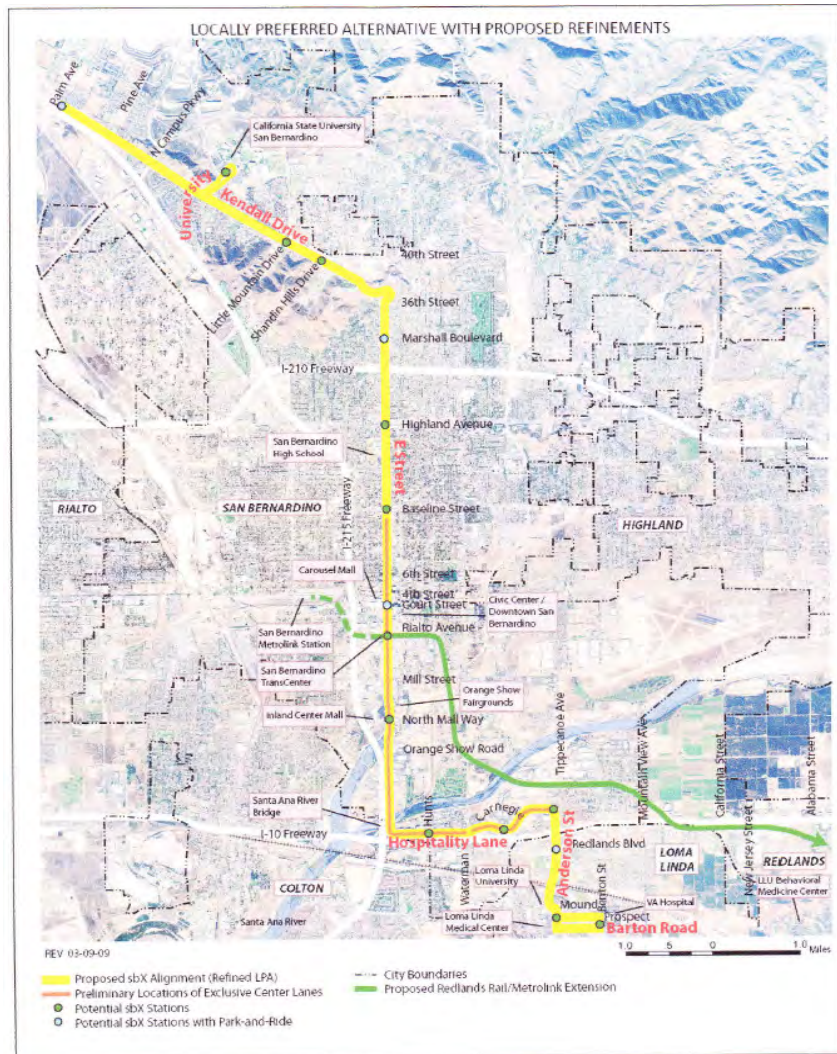 LOCALLY PREFERRED ALTERNATIVE WITH PROPOSED REFINEMENTS
Palm Ave
Pine Ave
N Campus Pkwy
California State University
San Bernardino
University
Kendall Drive
Little Mountain Drive
Shandin Hills Drive
40th Street
36th Street
Marshall Boulevard
I-210 Freeway
Highland Avenue
San Bernardino
High School
E Street
RIALTO
SAN BERNARDINO
I-215 Freeway
Baseline Street
HIGHLAND
6th Street
Carousel Mall
4th Street
Court Street
Civic Center /
Downtown San
Bernardino
San Bernardino
Metrolink Station
Rialto Avenue
San Bernardino
TransCenter
Mill Street
Orange Show
Fairgrounds
Inland Center Mall
North Mall Way
Orange Show Road
Tippecanoe Ave
Mountain View Ave
California Street
Alabama Street
New Jersey Street
Santa Ana River
Bridge
I-10 Freeway
Hunts
Carnegie
Hospitality Lane
Waterman
Anderson St
Redlands Blvd
LOMA
LINDA
REDLANDS
COLTON
Loma Linda
University
Benton St
LLU Behavioral
Medicine Center
Mound
VA Hospital
Prospect
Loma Linda
Medical Center
Barton Road
Santa Ana River
REV 03-09-09
1.0 .5 0 1.0
Miles
Proposed sbX Alignment (Refined LPA)
Preliminary Locations of Exclusive Center Lanes
Potential sbX Stations
Potential sbX Stations with Park-and-Ride
City Boundaries
Proposed Redlands Rail/Metrolink Extension